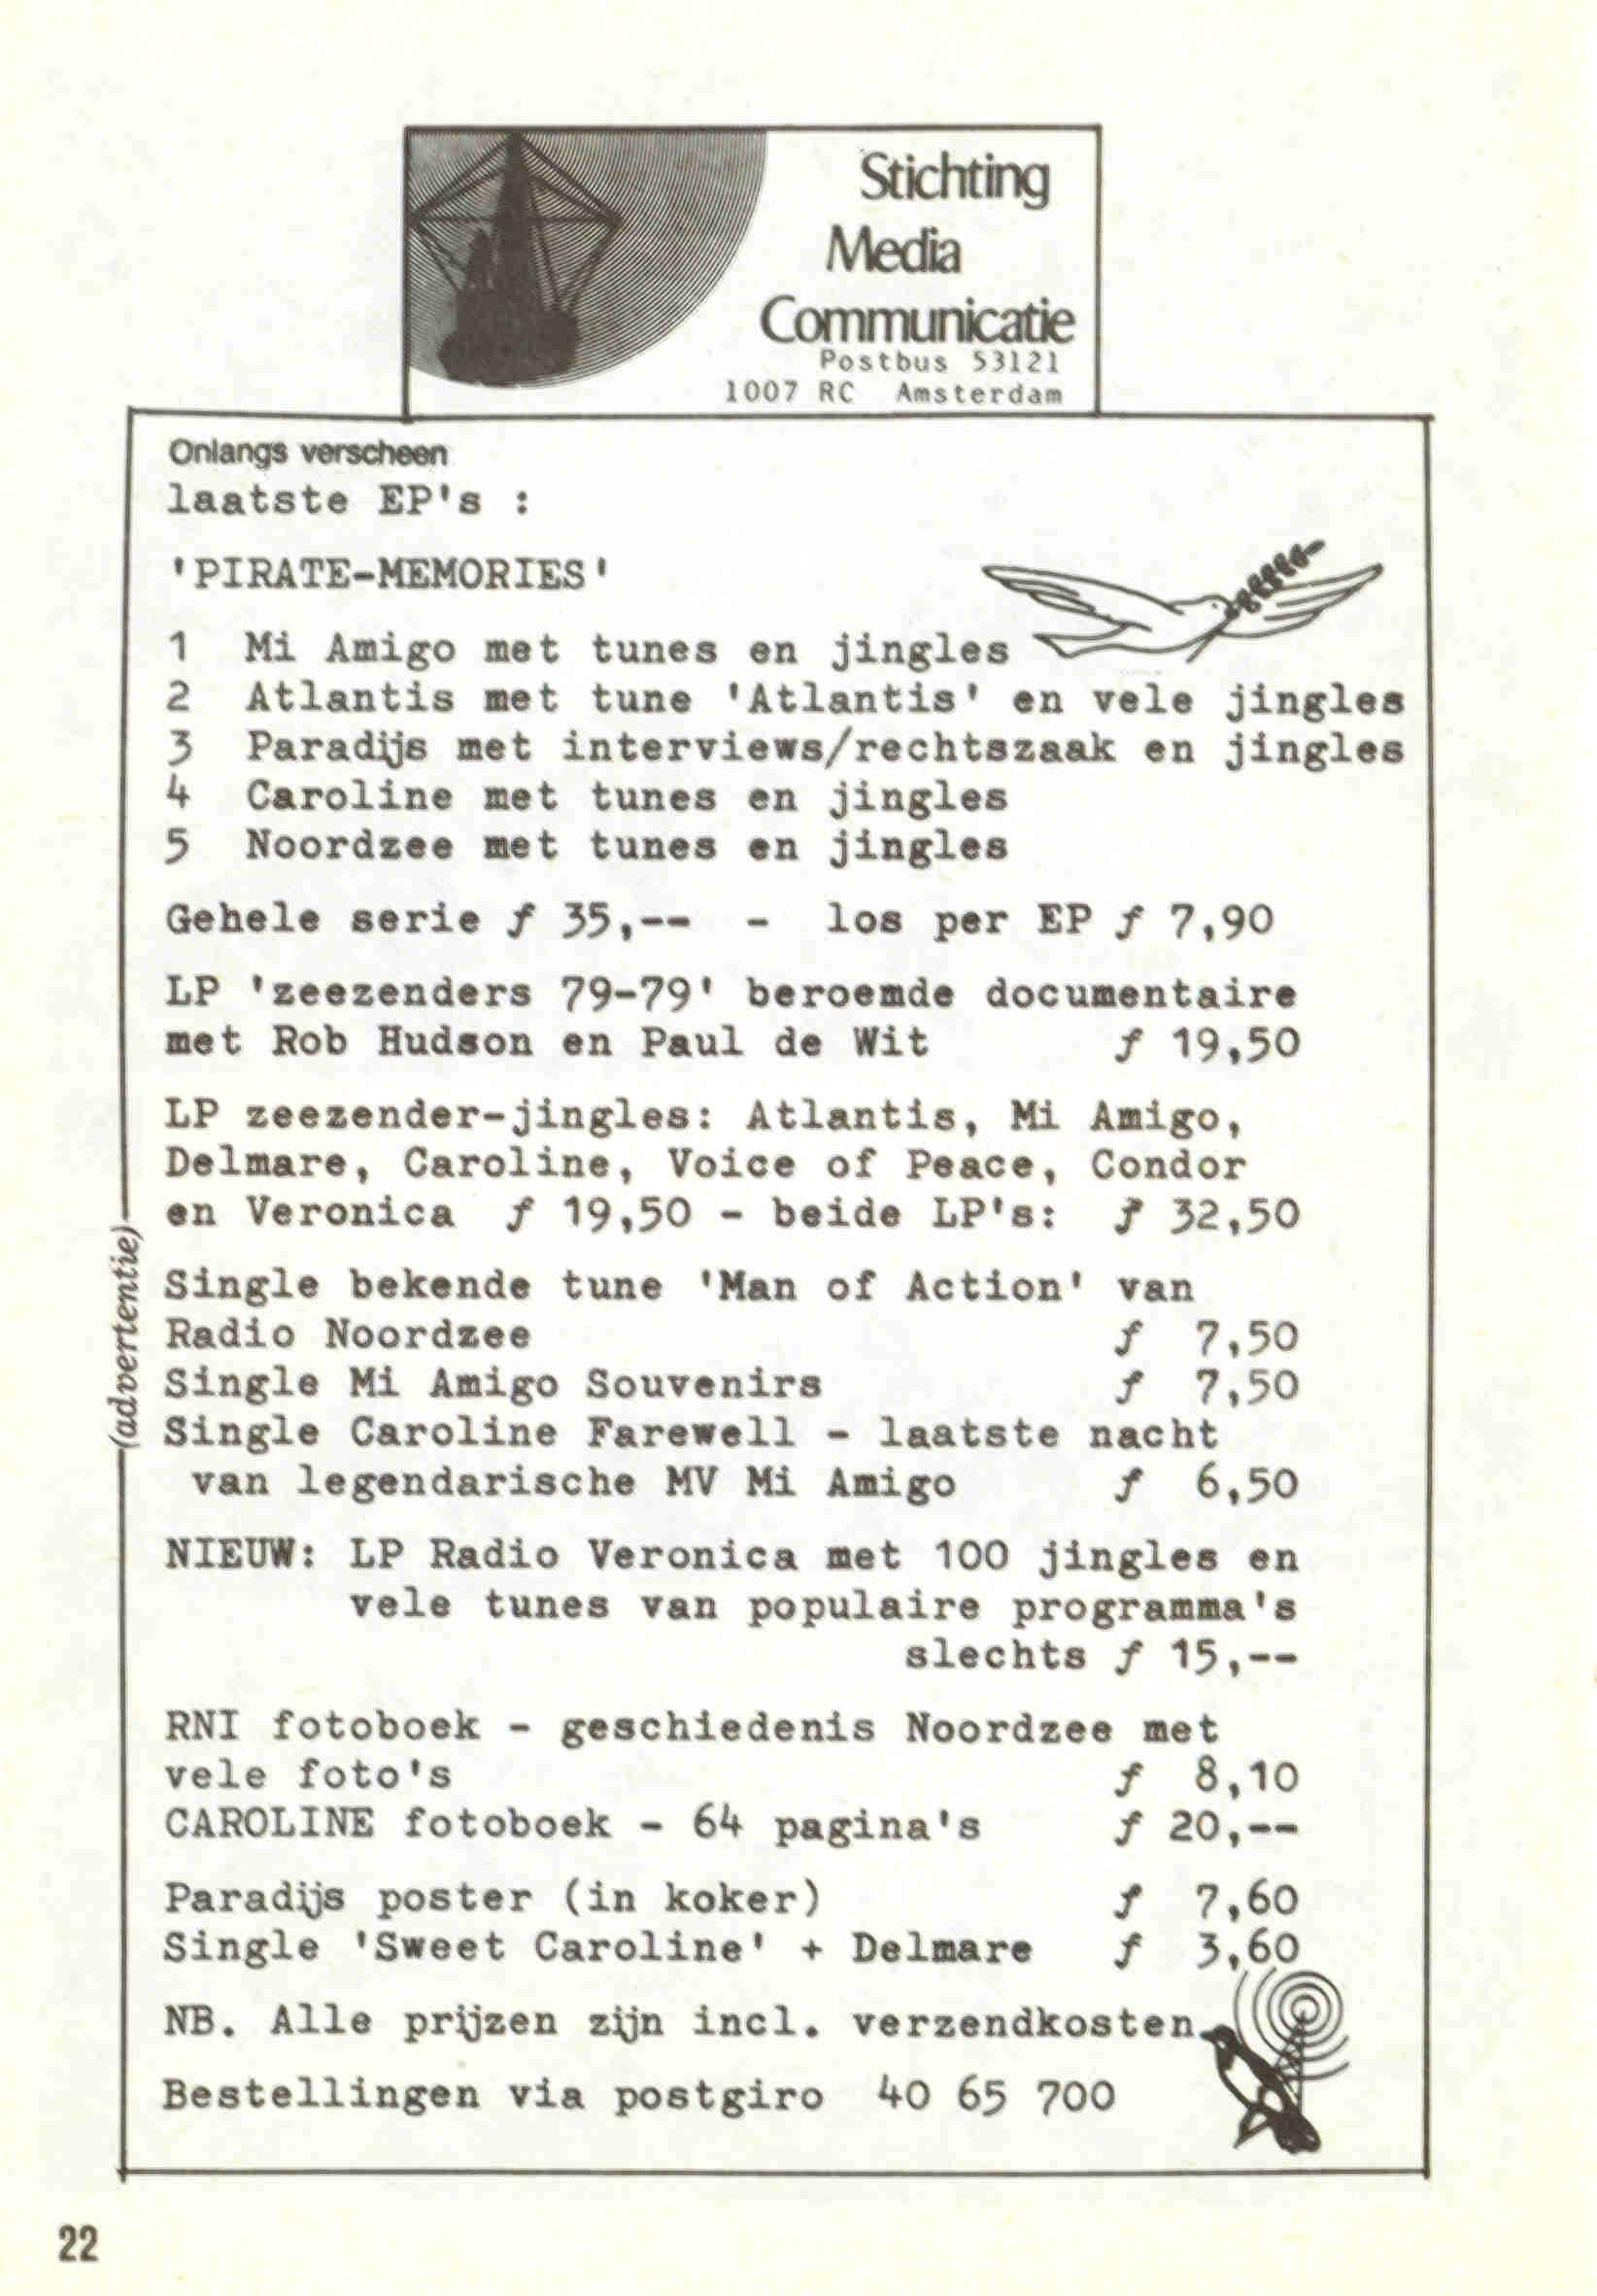 Stichting
Media
Communicatie
Postbus 53121
1007 RC Amsterdam
Onlangs verscheen
laatste EP's :
'PIRATE-MEMORIES'
1 Mi Amigo met tunes en jingles
2 Atlantis met tune 'Atlantis' en vele jingles
3 Paradijs met interviews/rechtszaak en jingles
4 Caroline met tunes en jingles
5 Noordzee met tunes en jingles
Gehele serie ƒ 35,-- - los per EP ƒ 7,90
LP 'zeezenders 79-79' beroemde documentaire
met Rob Hudson en Paul de Wit ƒ 19,50
LP zeezender-jingles: Atlantis, Mi Amigo,
Delmare, Caroline, Voice of Peace, Condor
en Veronica ƒ 19,50 - beide LP's: ƒ 32,50
Single bekende tune 'Man of Action' van
Radio Noordzee ƒ 7,50
Single Mi Amigo Souvenirs ƒ 7,50
Single Caroline Farewell - laatste nacht
van legendarische MV Mi Amigo ƒ 6,50
NIEUW: LP Radio Veronica met 100 jingles en
vele tunes van populaire programma's
slechts ƒ 15,--
RNI fotoboek - geschiedenis Noordzee met
vele foto's ƒ 8,10
CAROLINE fotoboek - 64 pagina's ƒ 20,--
Paradijs poster (in koker) ƒ 7,60
Single 'Sweet Caroline' + Delmare ƒ 3,60
NB. Alle prijzen zijn incl. verzendkosten.
Bestellingen via postgiro 40 65 700
(advertentie)
22